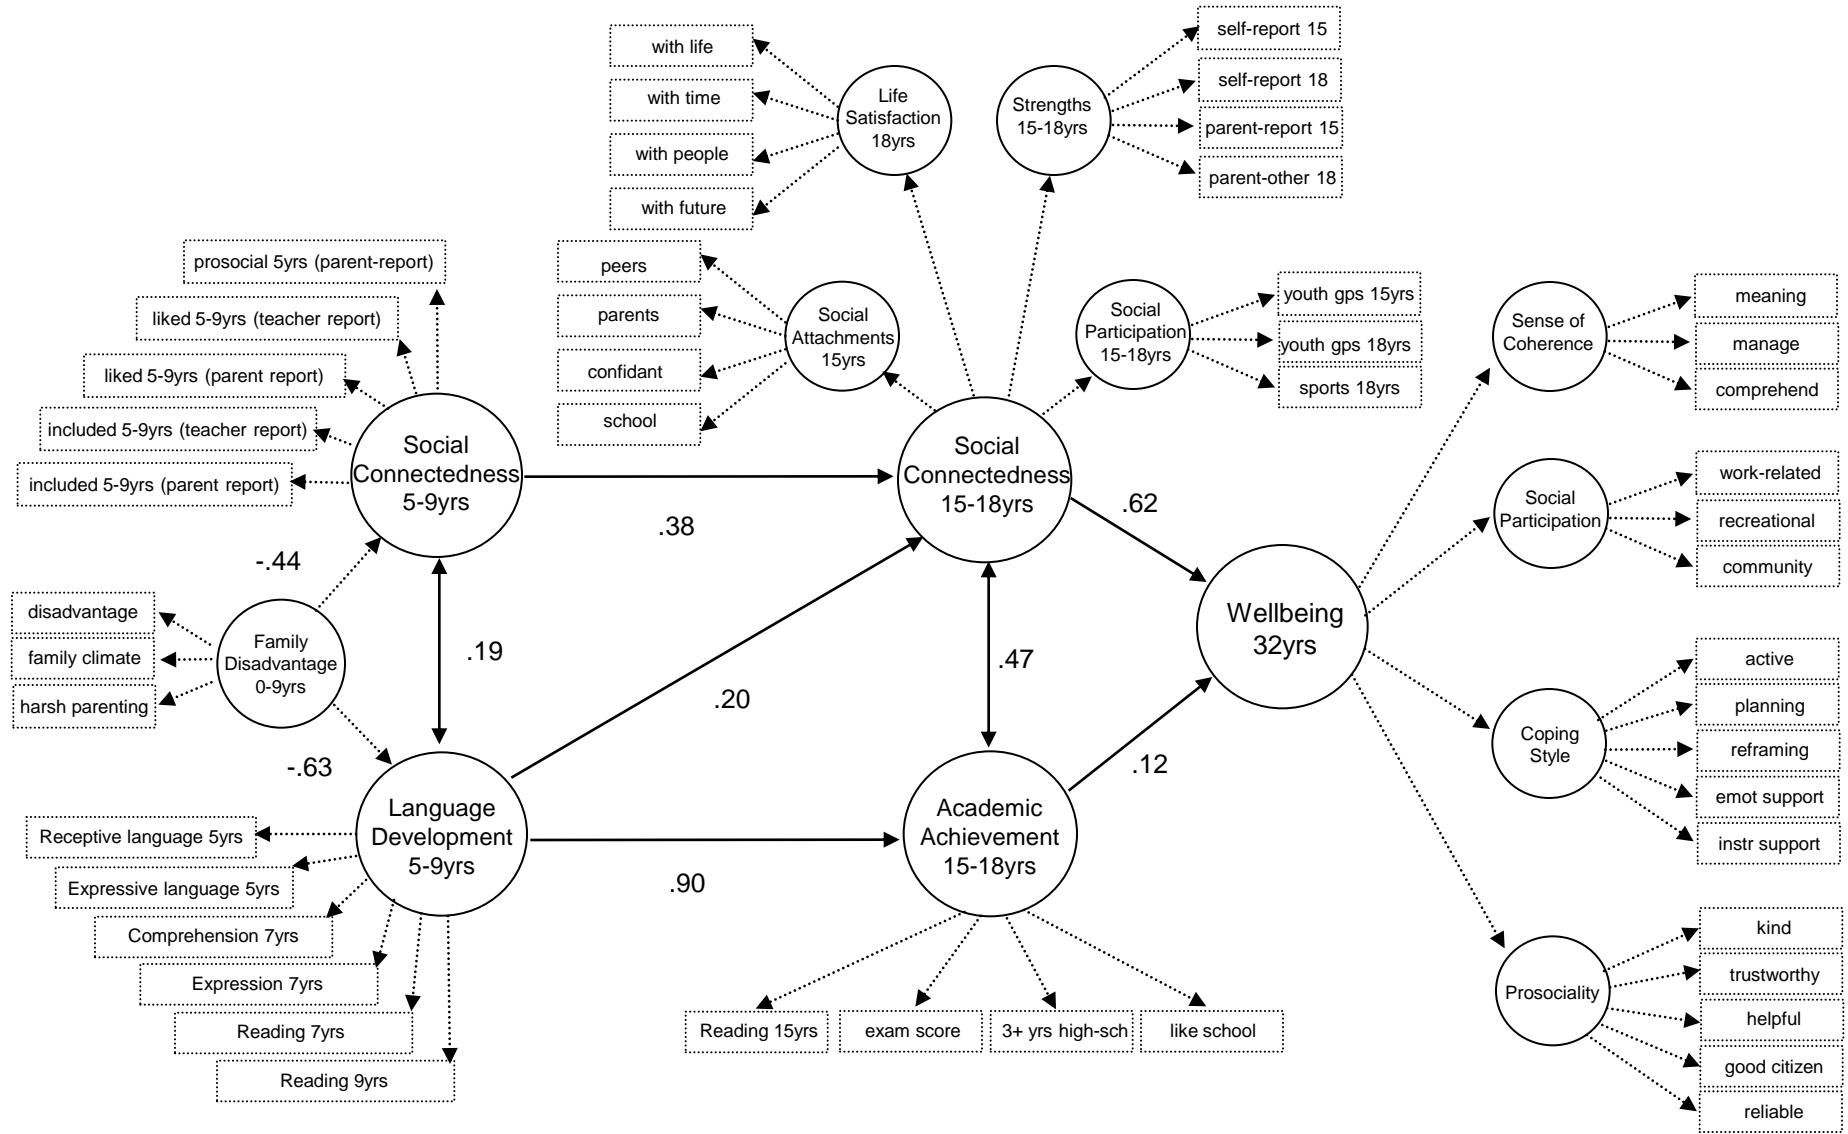 with life
with time
with people
with future
Life
Satisfaction
18yrs
Strengths
15-18yrs
self-report 15
self-report 18
parent-report 15
parent-other 18
prosocial 5yrs (parent-report)
liked 5-9yrs (teacher report)
liked 5-9yrs (parent report)
included 5-9yrs (teacher report)
included 5-9yrs (parent report)
Social
Connectedness
5-9yrs
peers
parents
confidant
school
Social
Attachments
15yrs
Social
Participation
15-18yrs
youth gps 15yrs
youth gps 18yrs
sports 18yrs
Social
Connectedness
15-18yrs
Sense of
Coherence
meaning
manage
comprehend
Social
Participation
work-related
recreational
community
.38
.62
-.44
disadvantage
family climate
harsh parenting
Family
Disadvantage
0-9yrs
.19
.20
.47
Wellbeing
32yrs
.12
-.63
Coping
Style
active
planning
reframing
emot support
instr support
Language
Development
5-9yrs
.90
Academic
Achievement
15-18yrs
Receptive language 5yrs
Expressive language 5yrs
Comprehension 7yrs
Expression 7yrs
Reading 7yrs
Reading 9yrs
Reading 15yrs
exam score
3+ yrs high-sch
like school
Prosociality
kind
trustworthy
helpful
good citizen
reliable